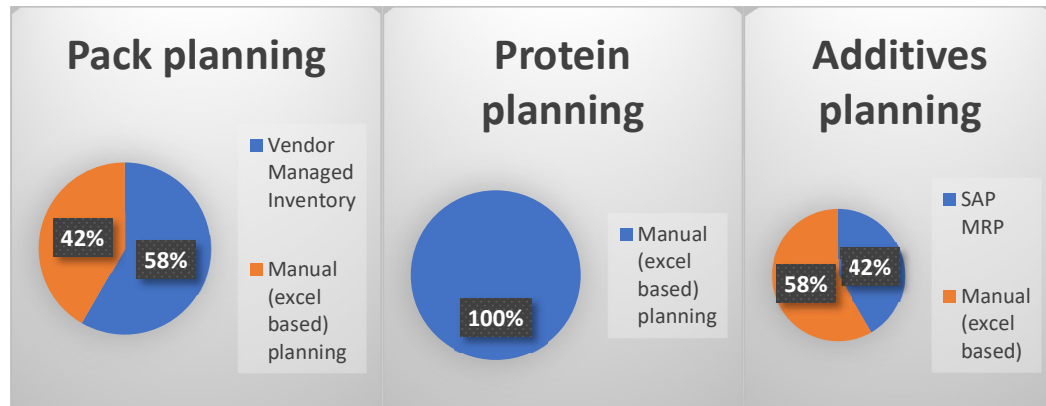 Pack planning
Vendor
Managed
Inventory
42%
58%
Manual
(excel
based)
planning
Protein
planning
Manual
(excel
based)
planning
100%
Additives
planning
SAP
MRP
42%
58%
Manual
(excel
based)